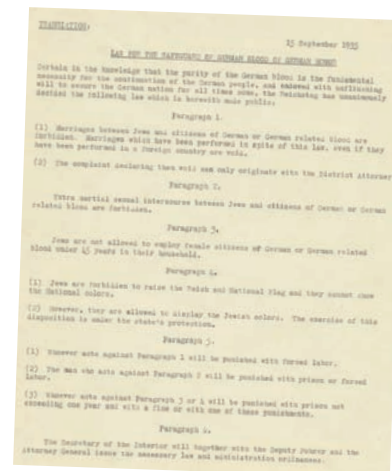 TRANSLATION:
15 September 1935
LAW FOR THE SAFEGUARD OF GERMAN BLOOD OF GERMAN HONOR
Certain in the knowledge that the purity of the German blood is the fundamental
necessity for the continuation of the German people, and endowed with unflinching
will to secure the German nation for all times some, the Reichstag has unanimously
decided the following law which is herewith made public.
Paragraph 1.
(1) Marriages between Jews and citizens of German or German related blood are
forbidden. Marriages which have been performed in spite of this law, even if they
have been performed in a foreign country are void.
(2) The complaint declaring them void can only originate with the District Attorney
Paragraph 2.
Extra martial sexual intercourse between Jews and citizens of German or German
related blood are forbidden.
Paragraph 3.
Jews are not allowed to employ female citizens of German or German related
blood under 45 years in their household.
Paragraph 4.
(1) Jews are forbidden to raise the Reich and National flag and they cannot show
the National colors.
(2) However, they are allowed to display the Jewish colors. The exercise of this
disposition is under the state's protection.
Paragraph 5.
(1) Whoever acts against Paragraph 1 will be punished with forced labor.
(2) The man who acts against Paragraph 2 will be punished with prison or forced
labor.
(3) Whoever acts against Paragraph 3 or 4 will be punished with prison not
exceeding one year and with a fine or with one of these punishments.
Paragraph 6.
The Secretary of the Interior will together with the Deputy Fuhrer and the
Attorney General issue the necessary law and administration ordinances.